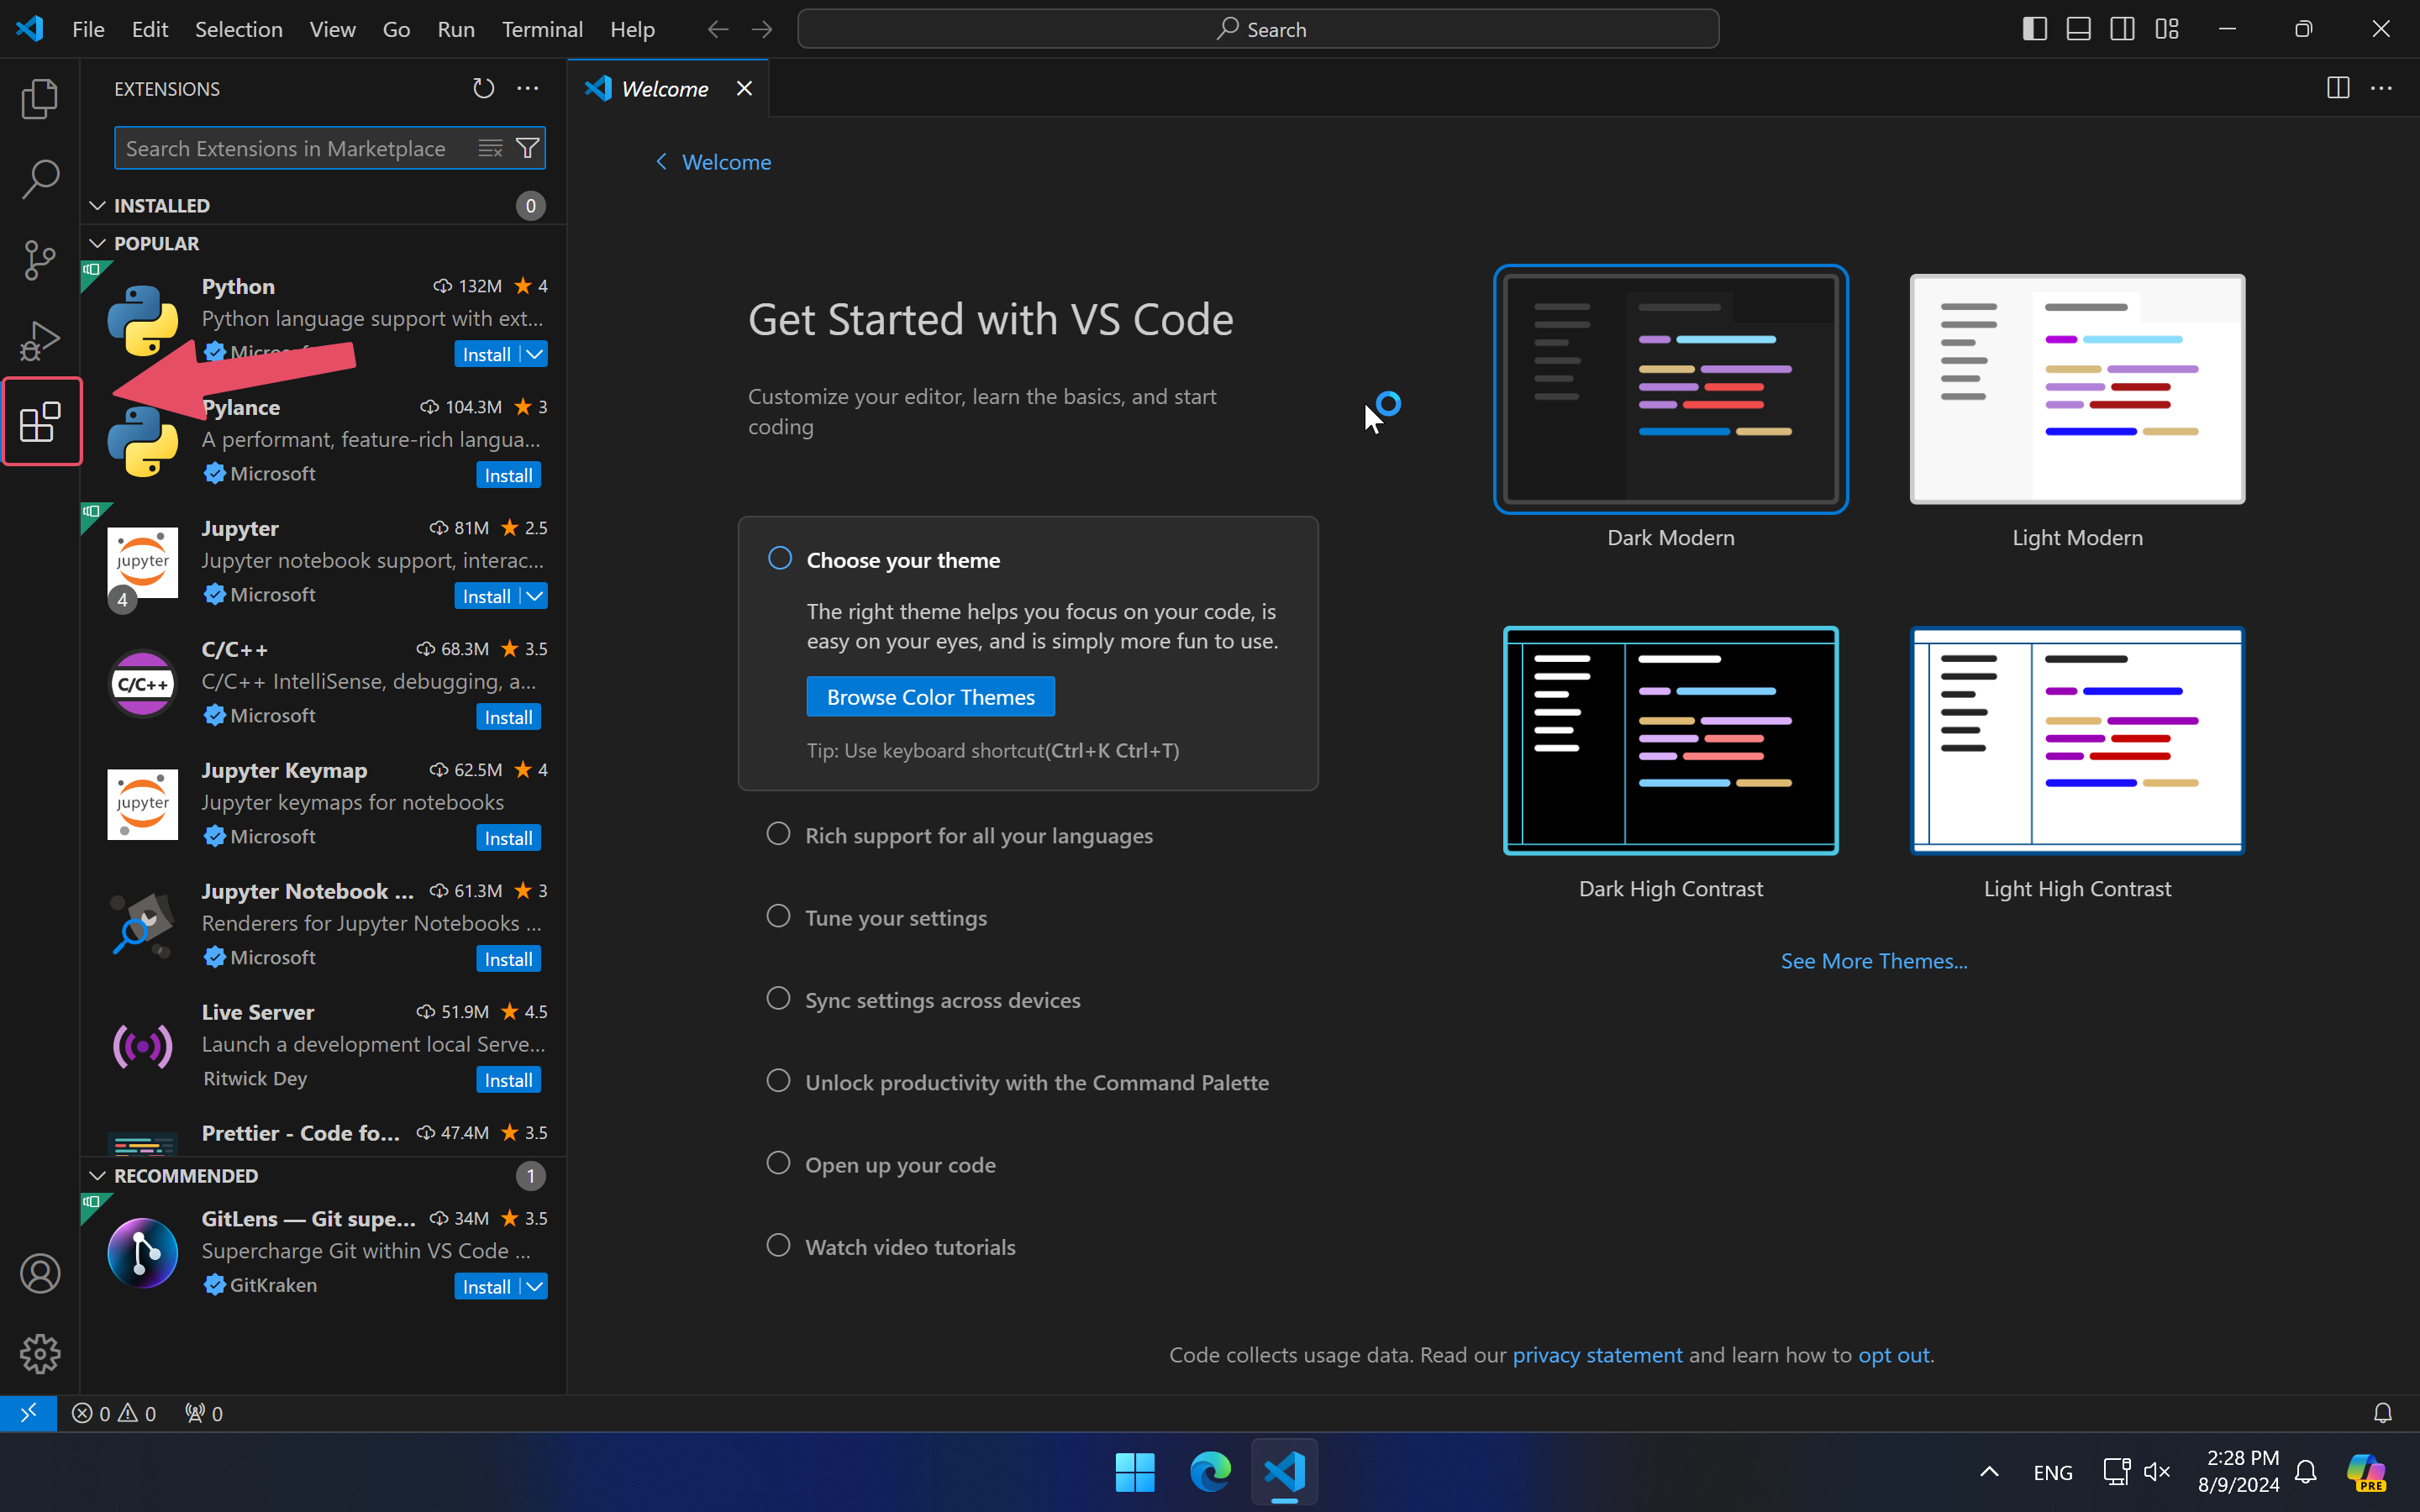 File Edit Selection View Go Run Terminal Help
Search
EXTENSIONS
Search Extensions in Marketplace
INSTALLED 0
POPULAR
Python 132M 4
Python language support with ext...
Install
Pylance 104.3M 3
A performant, feature-rich langua...
Microsoft Install
Jupyter 81M 2.5
Jupyter notebook support, interac...
Microsoft Install
jupyter
4
C/C++ 68.3M 3.5
C/C++ IntelliSense, debugging, a...
Microsoft Install
C/C++
Jupyter Keymap 62.5M 4
Jupyter keymaps for notebooks
Microsoft Install
jupyter
Jupyter Notebook ... 61.3M 3
Renderers for Jupyter Notebooks ...
Microsoft Install
Live Server 51.9M 4.5
Launch a development local Serve...
Ritwick Dey Install
Prettier - Code fo... 47.4M 3.5
RECOMMENDED 1
GitLens — Git supe... 34M 3.5
Supercharge Git within VS Code ...
GitKraken Install
Welcome
Welcome
Get Started with VS Code
Customize your editor, learn the basics, and start
coding
Choose your theme
The right theme helps you focus on your code, is
easy on your eyes, and is simply more fun to use.
Browse Color Themes
Tip: Use keyboard shortcut(Ctrl+K Ctrl+T)
Rich support for all your languages
Tune your settings
Sync settings across devices
Unlock productivity with the Command Palette
Open up your code
Watch video tutorials
Dark Modern
Light Modern
Dark High Contrast
Light High Contrast
See More Themes...
Code collects usage data. Read our privacy statement and learn how to opt out.
0 0 0
ENG
2:28 PM
8/9/2024
PRE